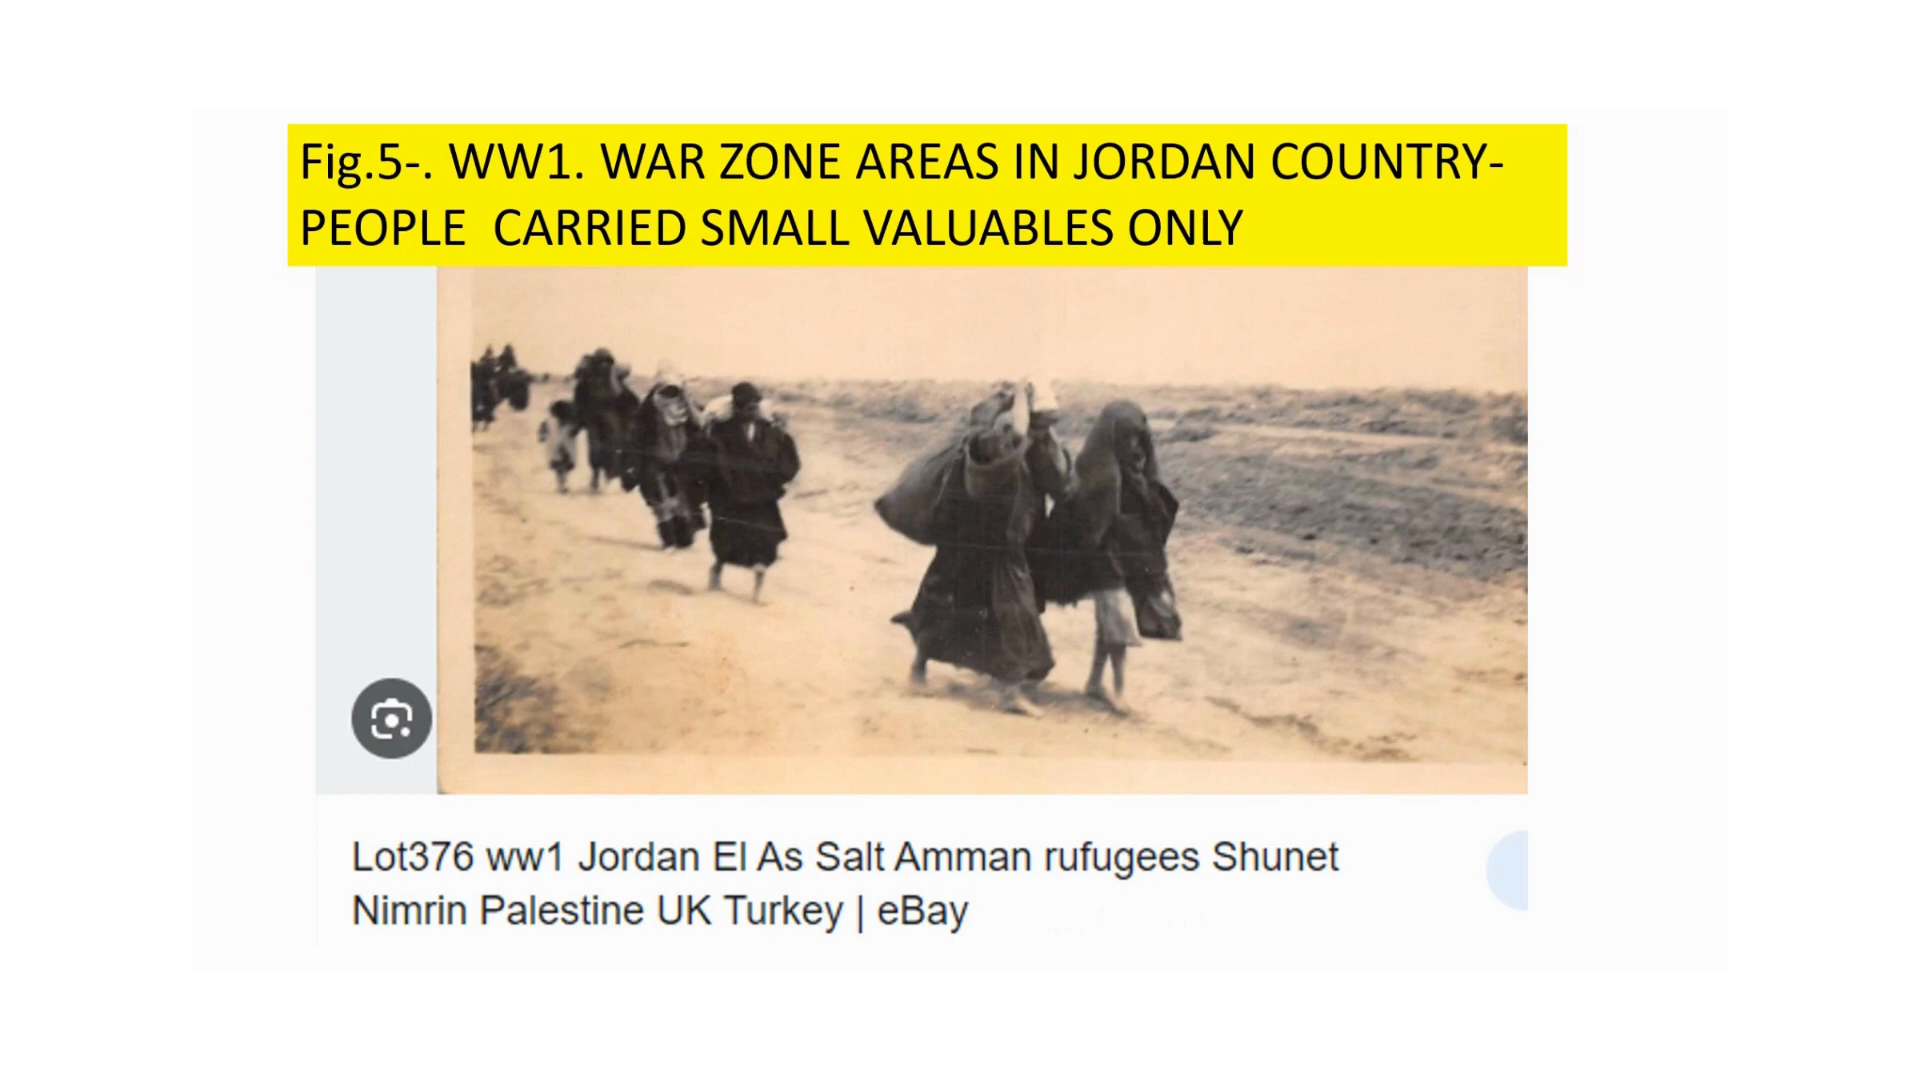 Fig.5-. WW1. WAR ZONE AREAS IN JORDAN COUNTRY-
PEOPLE  CARRIED SMALL VALUABLES ONLY
Lot376 ww1 Jordan El As Salt Amman rufugees Shunet
Nimrin Palestine UK Turkey | eBay